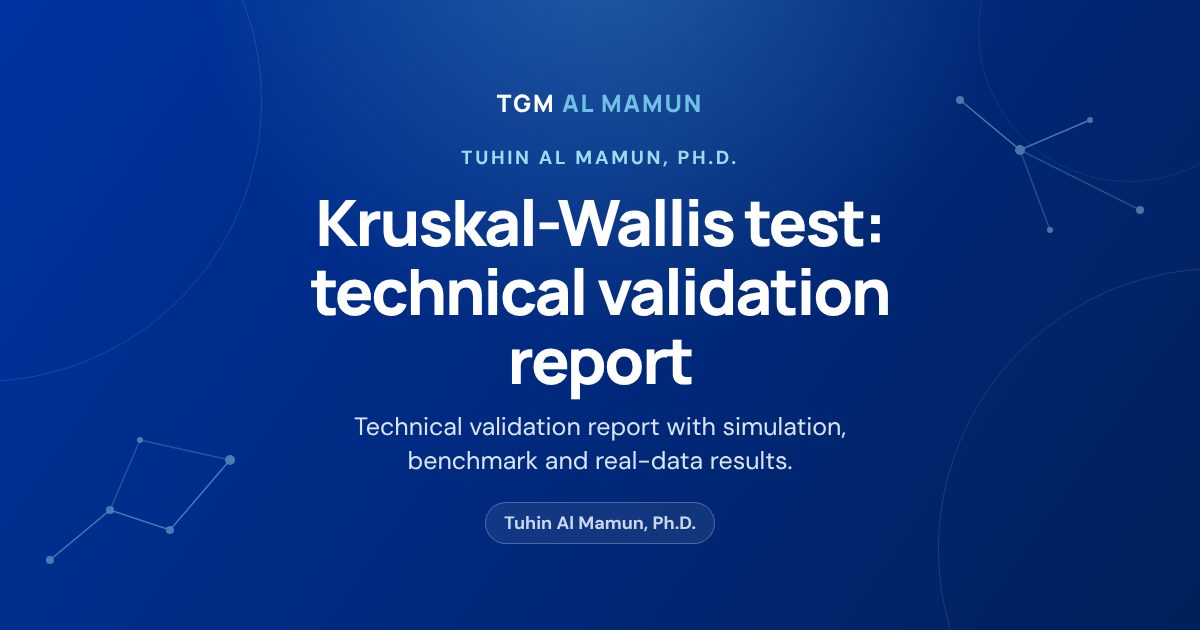 TGM AL MAMUN
TUHIN AL MAMUN, PH.D.
Kruskal-Wallis test:
technical validation
report
Technical validation report with simulation,
benchmark and real-data results.
Tuhin Al Mamun, Ph.D.